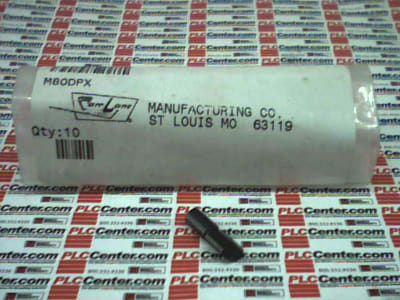 M80DPX
Carr Lane
MANUFACTURING CO.
ST LOUIS MO 63119
Qty:10
PLCCenter.com